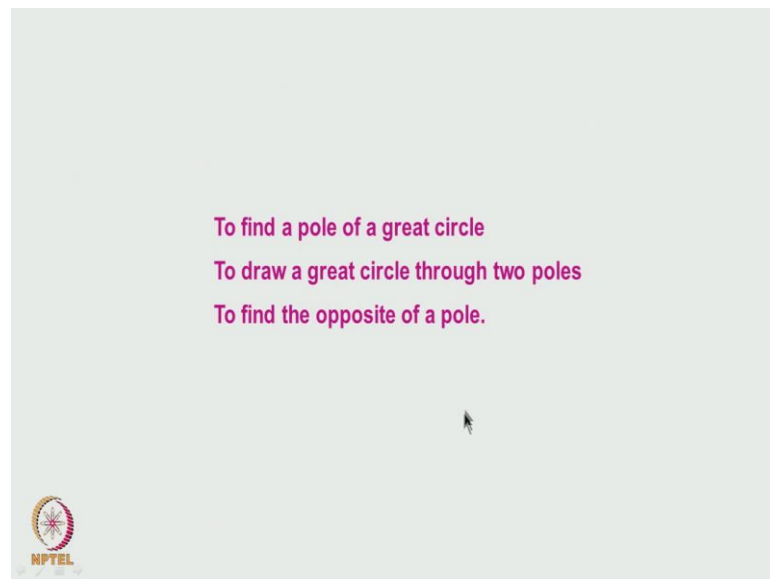 To find a pole of a great circle
To draw a great circle through two poles
To find the opposite of a pole.
NPTEL